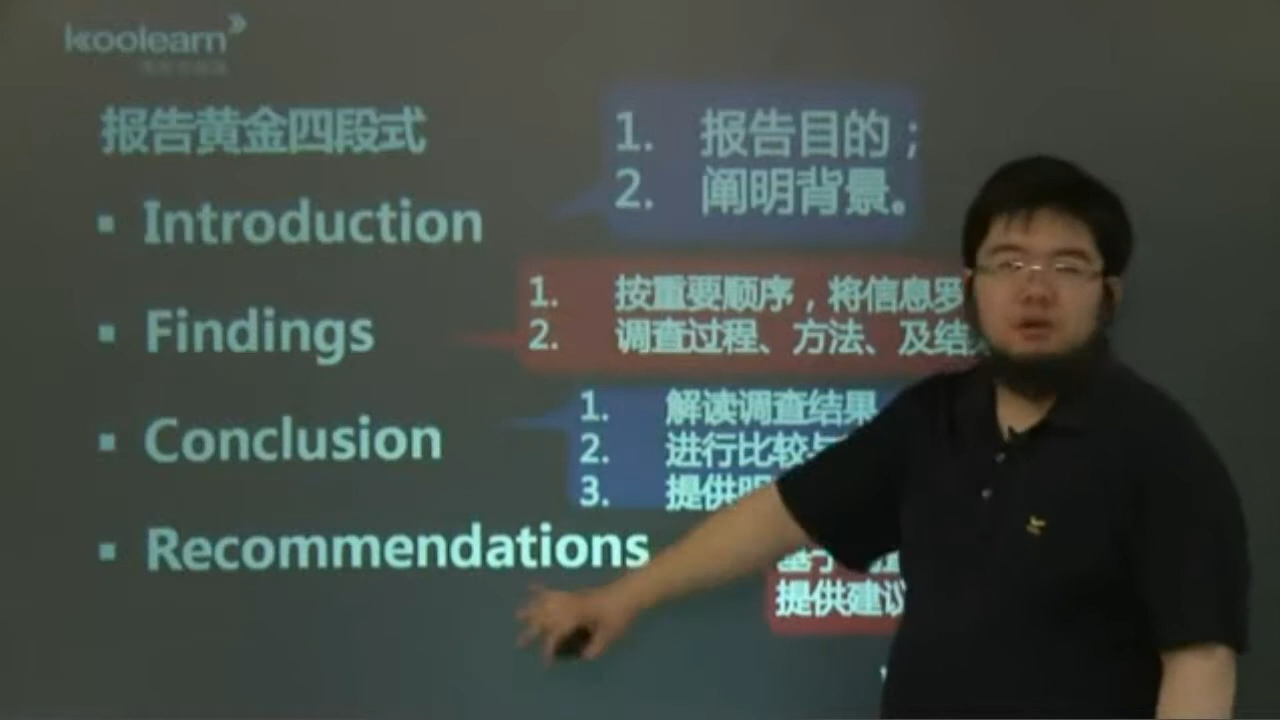 koolearn
报告黄金四段式
1. 报告目的；
2. 阐明背景。
▪ Introduction
1. 按重要顺序，将信息罗
2. 调查过程、方法、及结
▪ Findings
1. 解读调查结果
2. 进行比较与
3. 提供明
▪ Conclusion
▪ Recommendations
基于
提供建议